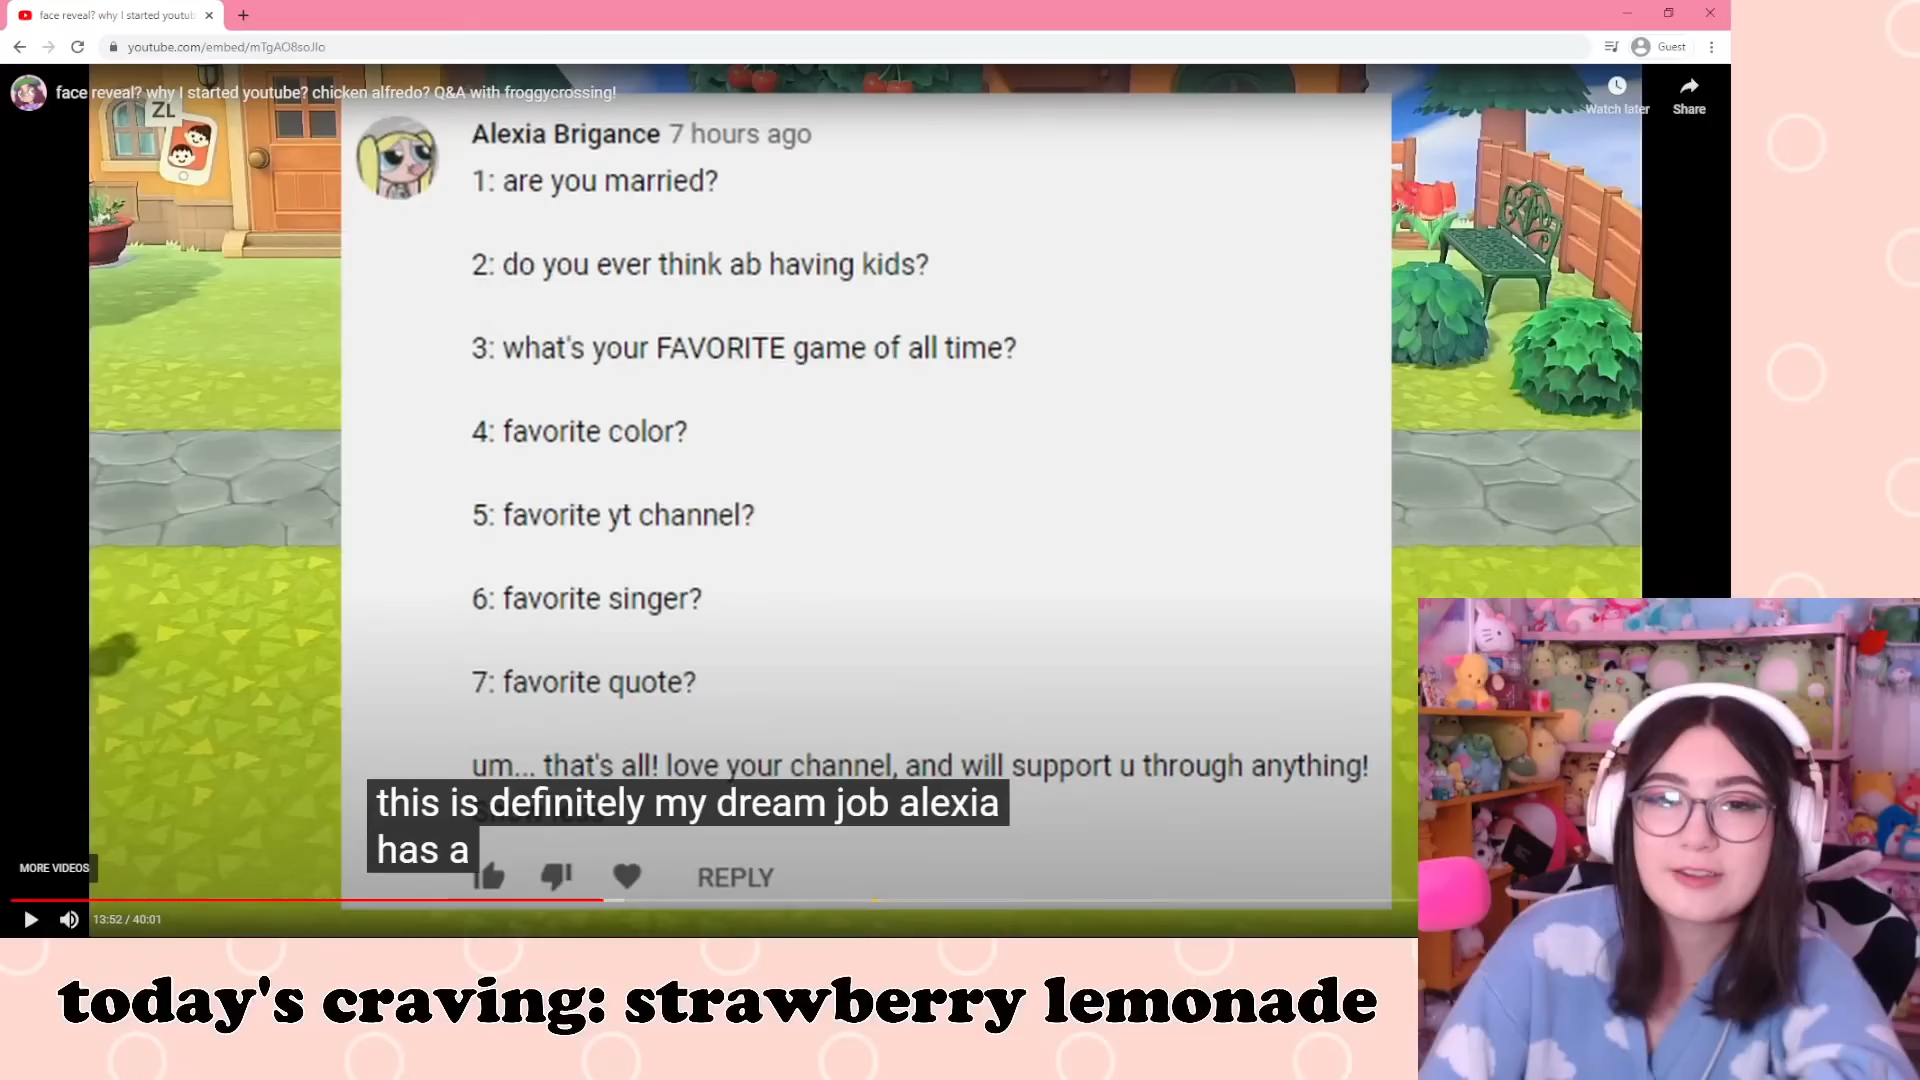 face reveal? why I started youtub
youtube.com/embed/mTgAO8soJIo
Guest
face reveal? why I started youtube? chicken alfredo? Q&A with froggycrossing!
Watch later
Share
ZL
Alexia Brigance 7 hours ago
1: are you married?
2: do you ever think ab having kids?
3: what's your FAVORITE game of all time?
4: favorite color?
5: favorite yt channel?
6: favorite singer?
7: favorite quote?
um... that's all! love your channel, and will support u through anything!
this is definitely my dream job alexia
has a
REPLY
MORE VIDEOS
13:52 / 40:01
today's craving: strawberry lemonade